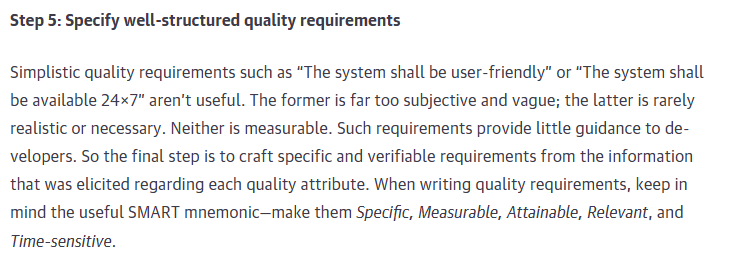 Step 5: Specify well-structured quality requirements
Simplistic quality requirements such as “The system shall be user-friendly” or “The system shall
be available 24×7” aren’t useful. The former is far too subjective and vague; the latter is rarely
realistic or necessary. Neither is measurable. Such requirements provide little guidance to de-
velopers. So the final step is to craft specific and verifiable requirements from the information
that was elicited regarding each quality attribute. When writing quality requirements, keep in
mind the useful SMART mnemonic—make them Specific, Measurable, Attainable, Relevant, and
Time-sensitive.